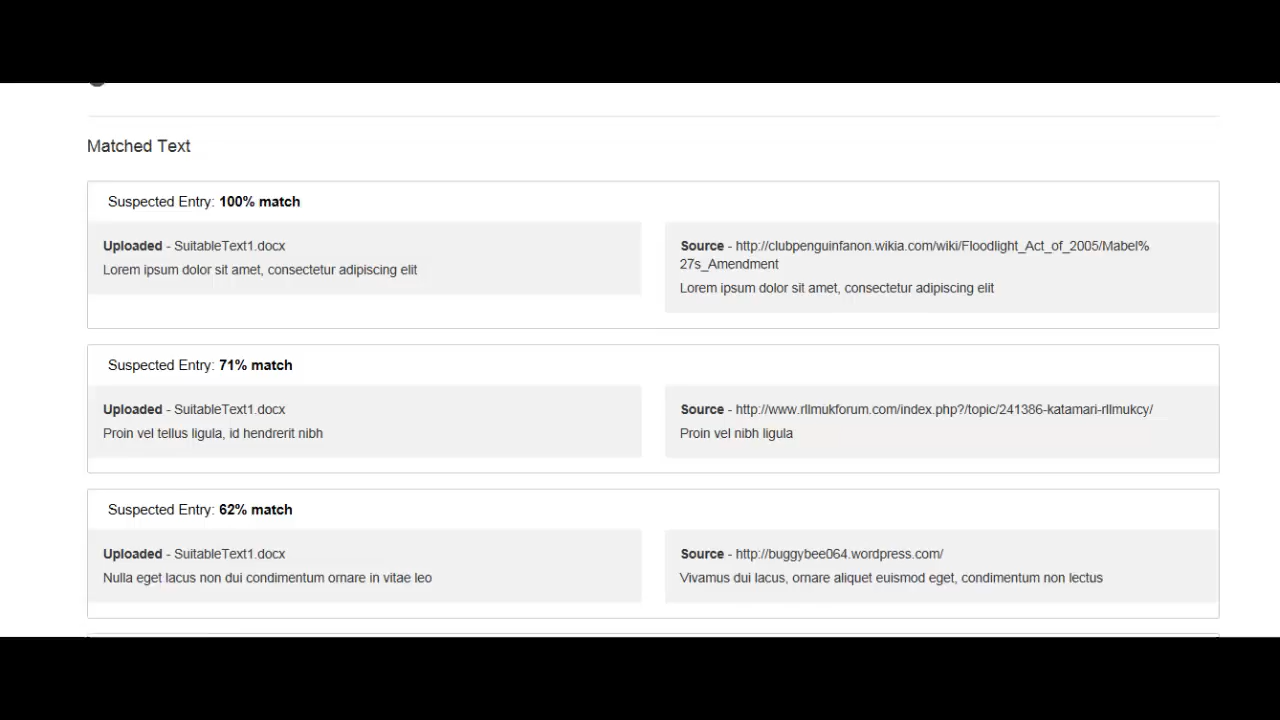 Matched Text
Suspected Entry: 100% match
Uploaded - SuitableText1.docx
Lorem ipsum dolor sit amet, consectetur adipiscing elit
Source - http://clubpenguinfanon.wikia.com/wiki/Floodlight_Act_of_2005/Mabel%
27s_Amendment
Lorem ipsum dolor sit amet, consectetur adipiscing elit
Suspected Entry: 71% match
Uploaded - SuitableText1.docx
Proin vel tellus ligula, id hendrerit nibh
Source - http://www.rllmukforum.com/index.php?/topic/241386-katamari-rllmukcy/
Proin vel nibh ligula
Suspected Entry: 62% match
Uploaded - SuitableText1.docx
Nulla eget lacus non dui condimentum ornare in vitae leo
Source - http://buggybee064.wordpress.com/
Vivamus dui lacus, ornare aliquet euismod eget, condimentum non lectus